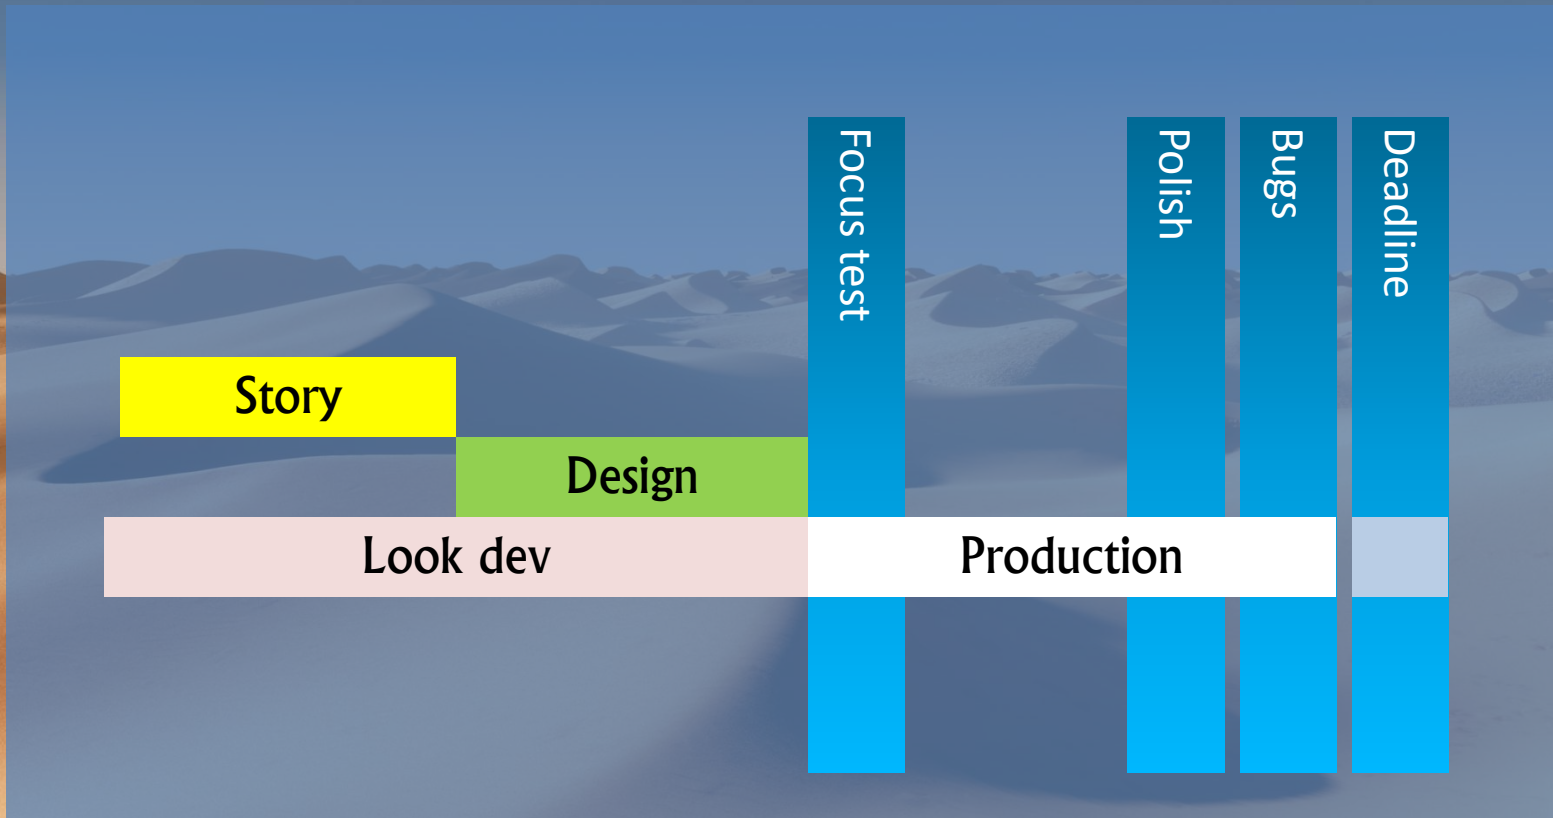 Focus test
Polish
Bugs
Deadline
Story
Design
Look dev
Production